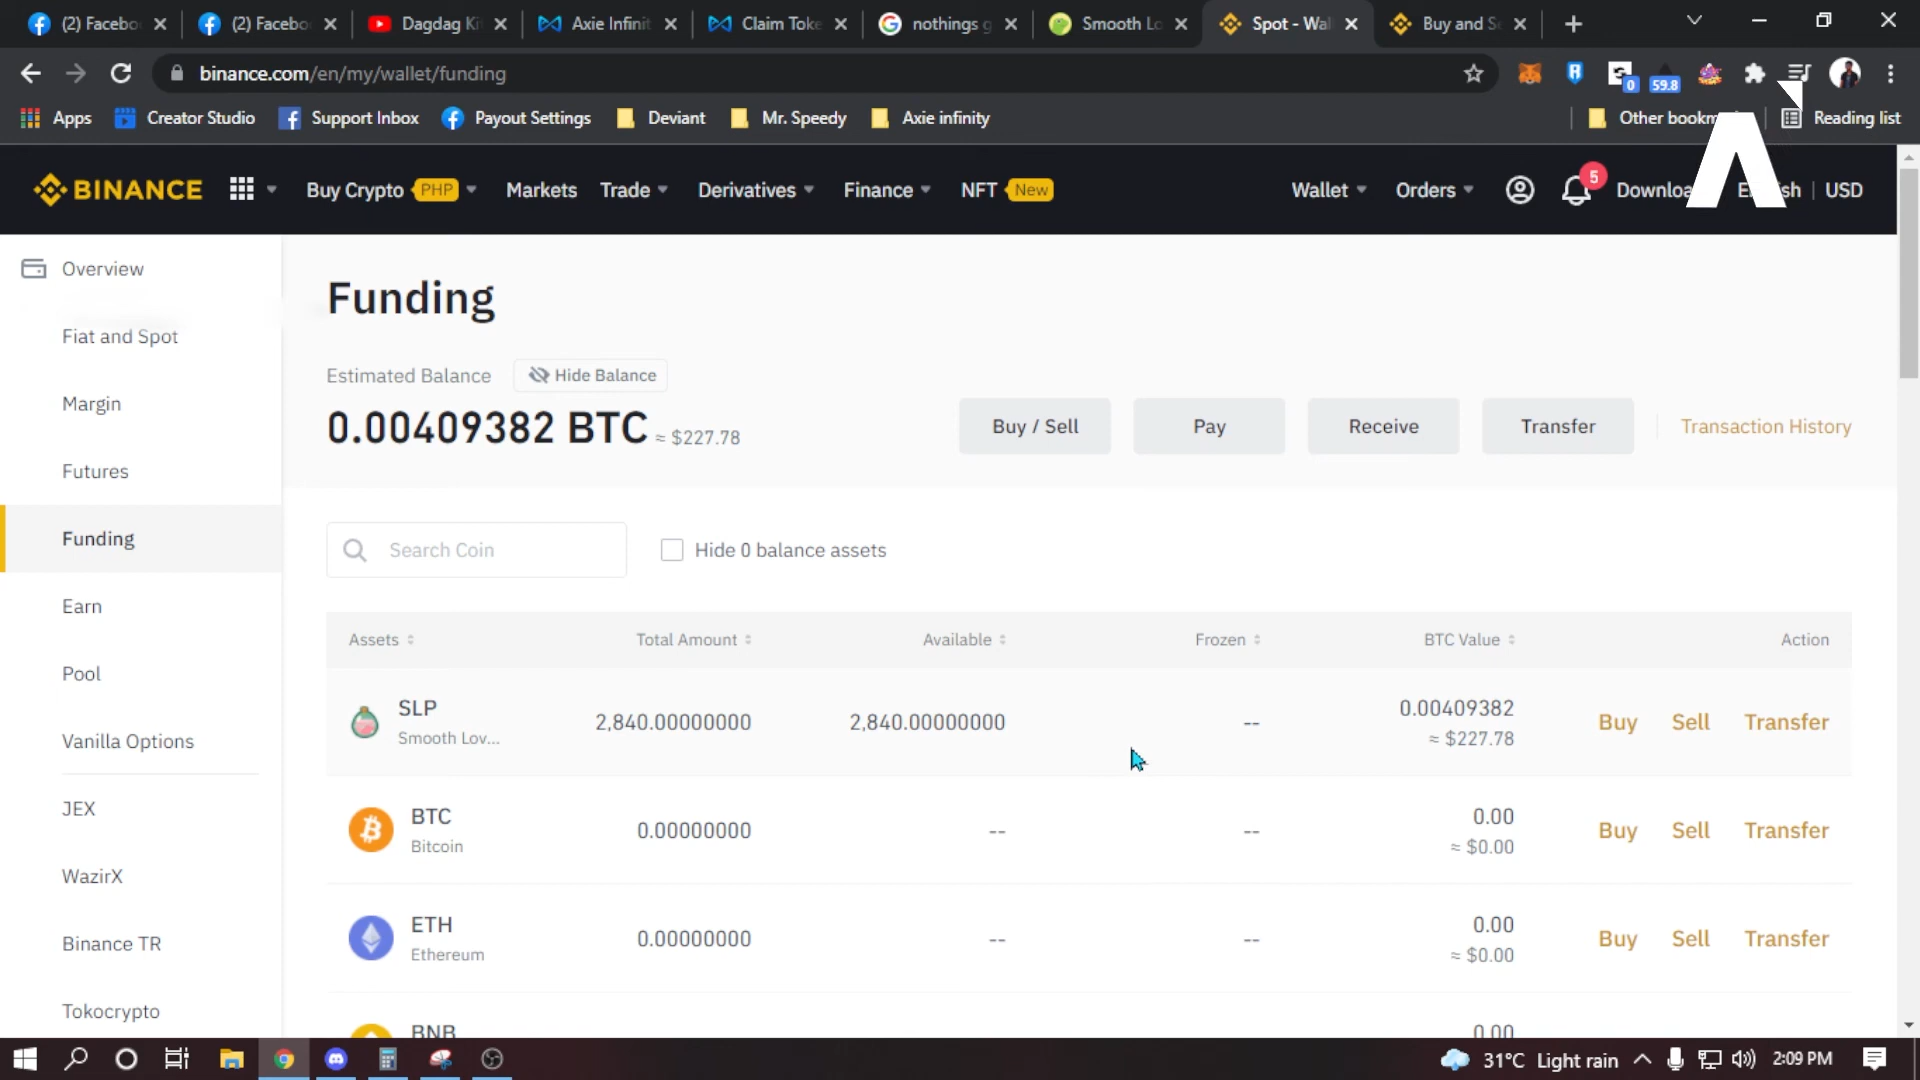 (2) Facebo
(2) Facebo
Dagdag Ki
Axie Infinit
Claim Toke
nothings g
Smooth Lo
Spot - Wal
Buy and Se
binance.com/en/my/wallet/funding
0
59.8
Apps
Creator Studio
Support Inbox
Payout Settings
Deviant
Mr. Speedy
Axie infinity
Other bookm
Reading list
BINANCE
Buy Crypto PHP
Markets
Trade
Derivatives
Finance
NFT New
Wallet
Orders
5
Downloa
USD
Overview
Fiat and Spot
Margin
Futures
Funding
Earn
Pool
Vanilla Options
JEX
WazirX
Binance TR
Tokocrypto
Funding
Estimated Balance
Hide Balance
0.00409382 BTC ≈ $227.78
Buy / Sell
Pay
Receive
Transfer
Transaction History
Search Coin
Hide 0 balance assets
Assets
Total Amount
Available
Frozen
BTC Value
Action
SLP
Smooth Lov...
2,840.00000000
2,840.00000000
--
0.00409382
≈ $227.78
Buy
Sell
Transfer
BTC
Bitcoin
0.00000000
--
--
0.00
≈ $0.00
Buy
Sell
Transfer
ETH
Ethereum
0.00000000
--
--
0.00
≈ $0.00
Buy
Sell
Transfer
BNB
0.00
31°C Light rain
2:09 PM